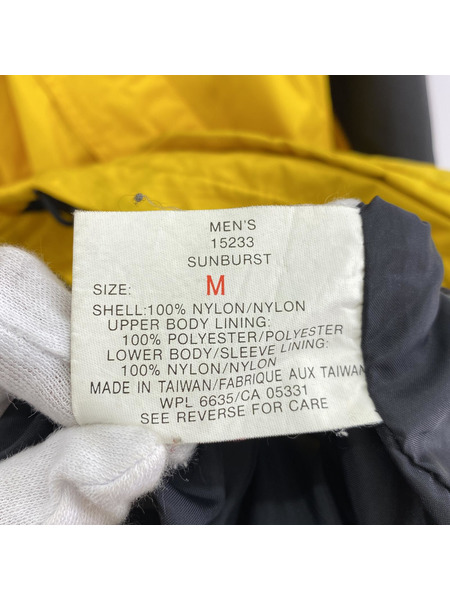 MEN'S
15233
SUNBURST
SIZE: M
SHELL:100% NYLON/NYLON
UPPER BODY LINING:
100% POLYESTER/POLYESTER
LOWER BODY/SLEEVE LINING:
100% NYLON/NYLON
MADE IN TAIWAN/FABRIQUE AUX TAIWAN
WPL 6635/CA 05331
SEE REVERSE FOR CARE